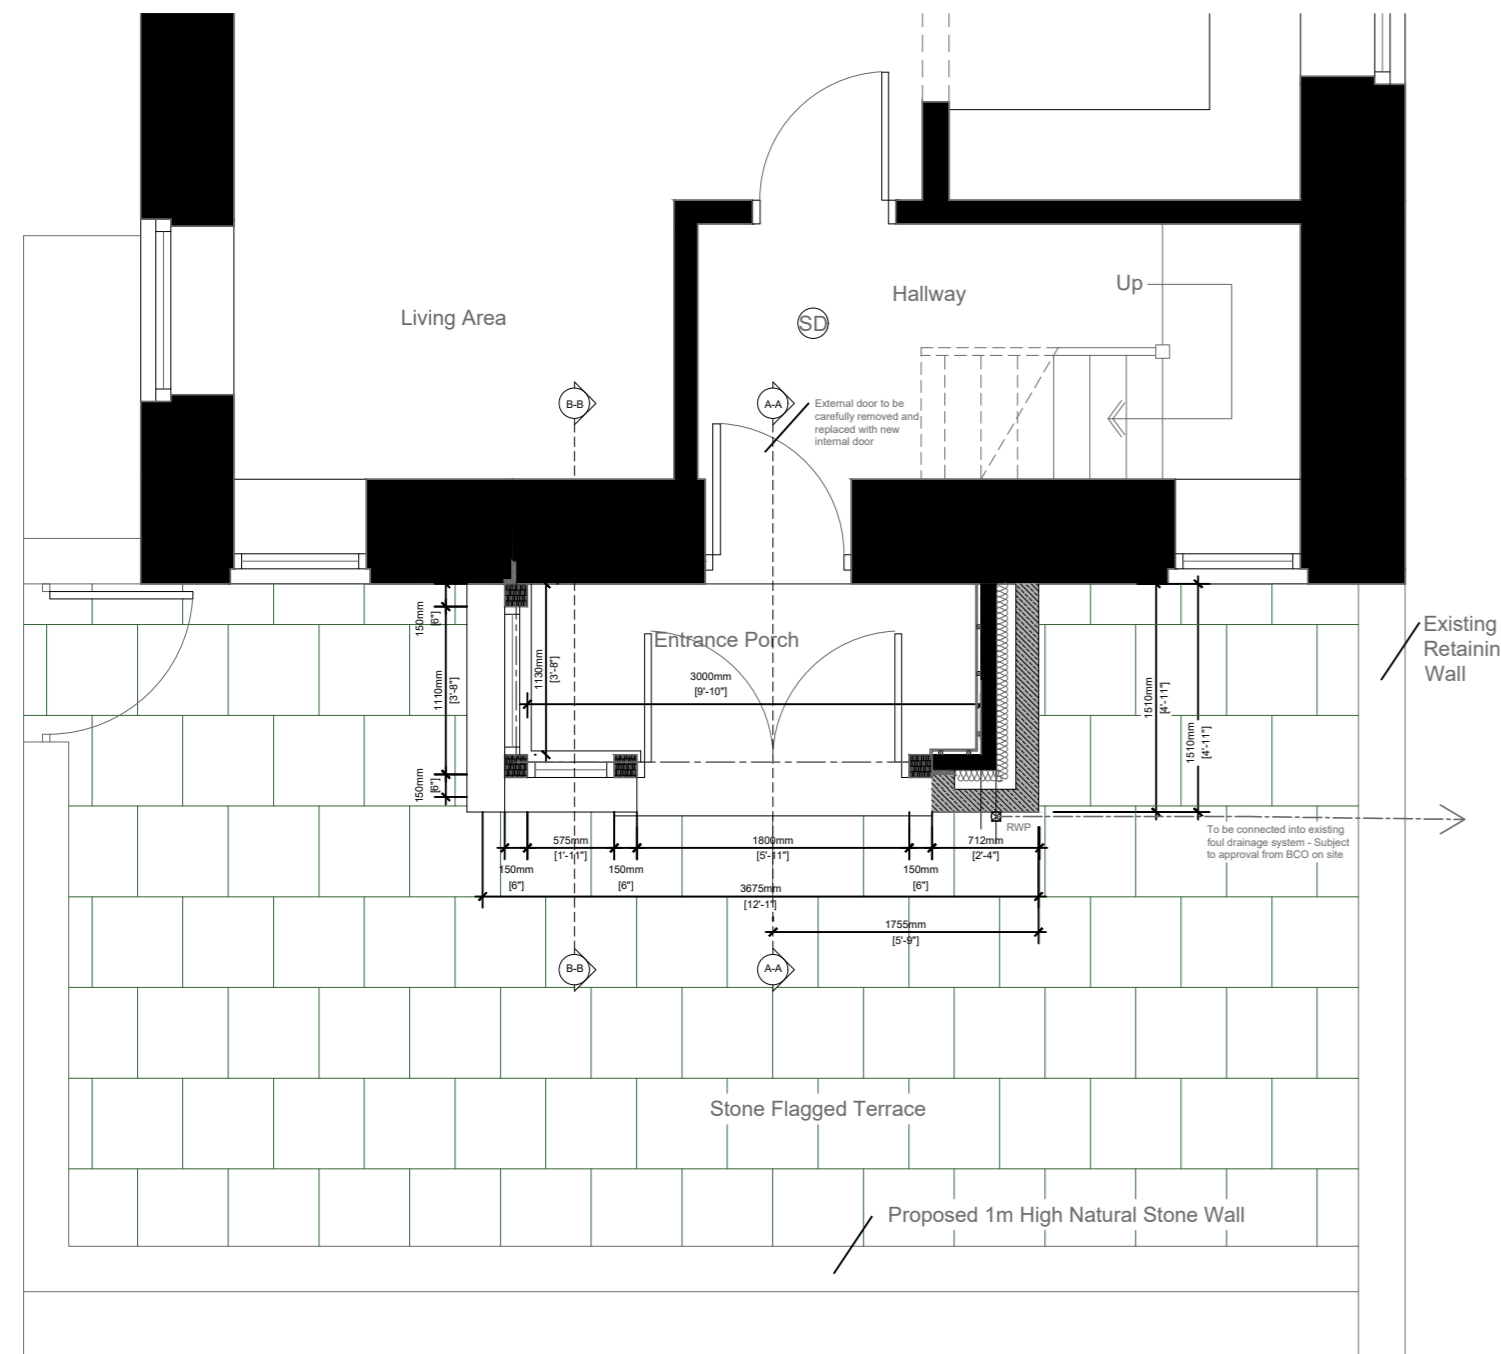 Living Area
Hallway
Up
SD
B-B
A-A
External door to be
carefully removed and
replaced with new
internal door
Entrance Porch
Existing
Retainin
Wall
150mm
[6"]
1110mm
[3'-8"]
150mm
[6"]
1130mm
[3'-8"]
3000mm
[9'-10"]
1510mm
[4'-11"]
1510mm
[4'-11"]
RWP
To be connected into existing
foul drainage system - Subject
to approval from BCO on site
575mm
[1'-11"]
1800mm
[5'-11"]
712mm
[2'-4"]
150mm
[6"]
150mm
[6"]
150mm
[6"]
3675mm
[12'-1"]
1755mm
[5'-9"]
B-B
A-A
Stone Flagged Terrace
Proposed 1m High Natural Stone Wall